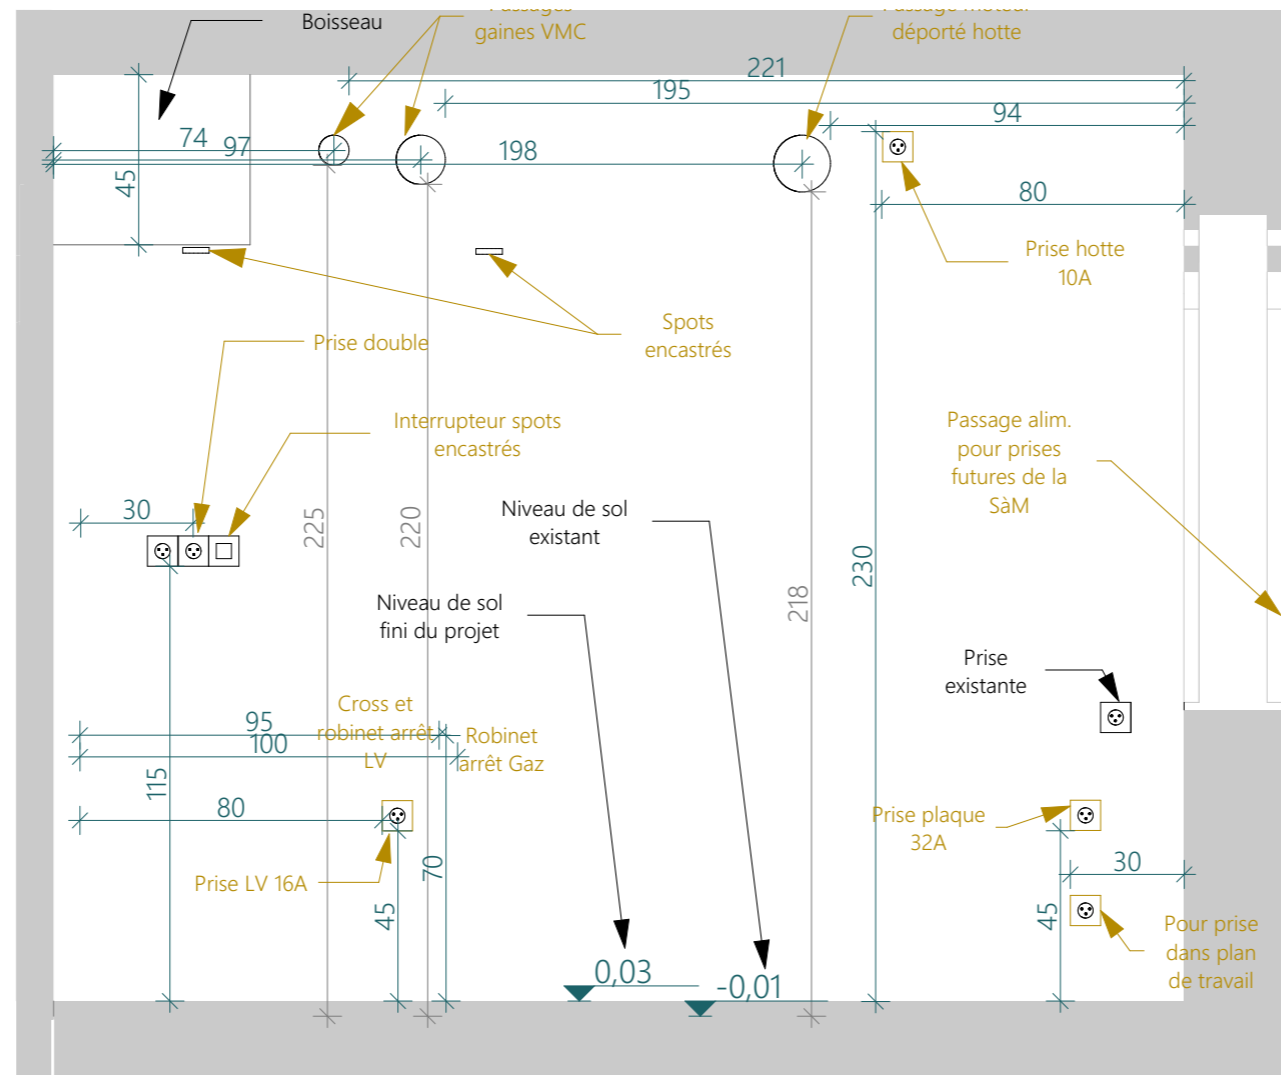 Boisseau
gaines VMC
déporté hotte
221
195
94
74
97
198
45
80
Prise hotte
10A
Spots
encastrés
Prise double
Interrupteur spots
encastrés
Passage alim.
pour prises
futures de la
SàM
30
225
220
Niveau de sol
existant
230
218
Niveau de sol
fini du projet
Prise
existante
Cross et
robinet arrêt
LV
95
100
Robinet
arrêt Gaz
115
80
Prise plaque
32A
Prise LV 16A
70
45
30
45
Pour prise
dans plan
de travail
0,03
-0,01